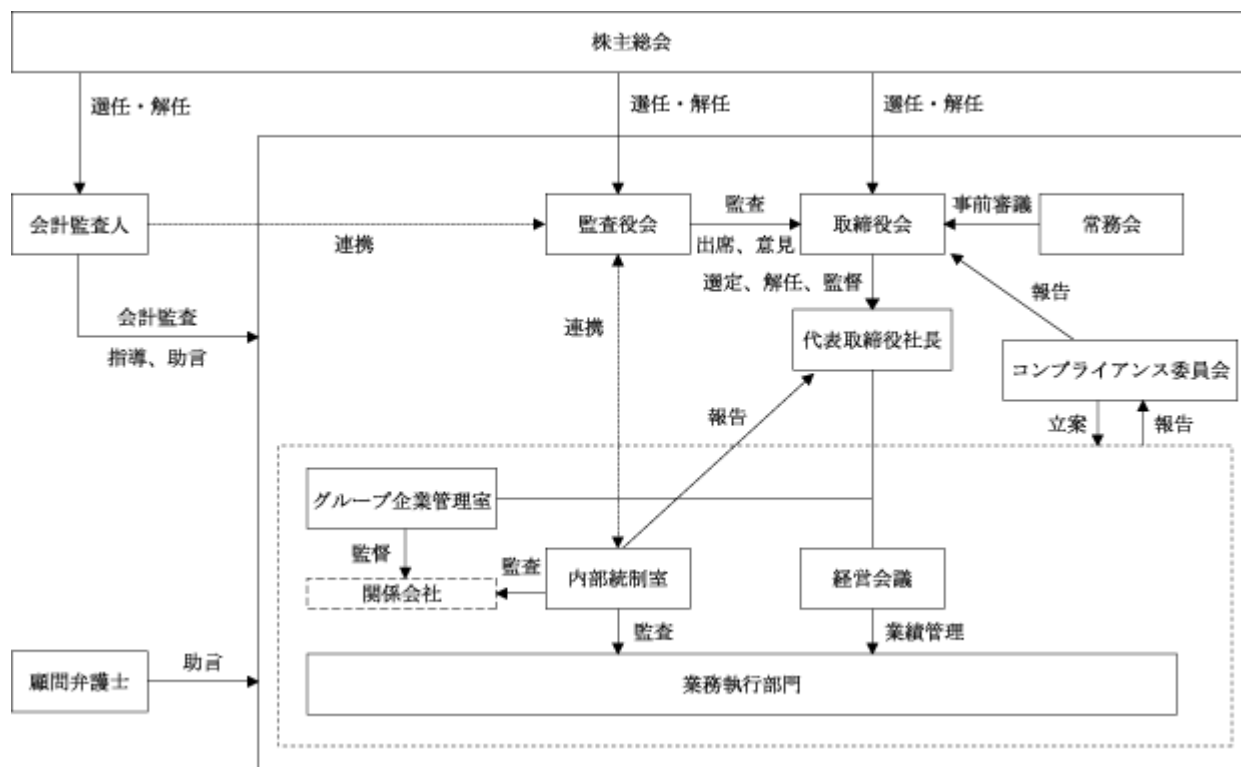 株主総会
選任・解任
選任・解任
選任・解任
会計監査人
連携
監査役会
監査
出席、意見
取締役会
事前審議
常務会
選定、解任、監督
報告
会計監査
指導、助言
連携
代表取締役社長
コンプライアンス委員会
報告
立案
報告
グループ企業管理室
監督
監査
内部統制室
経営会議
関係会社
監査
業績管理
顧問弁護士
助言
業務執行部門